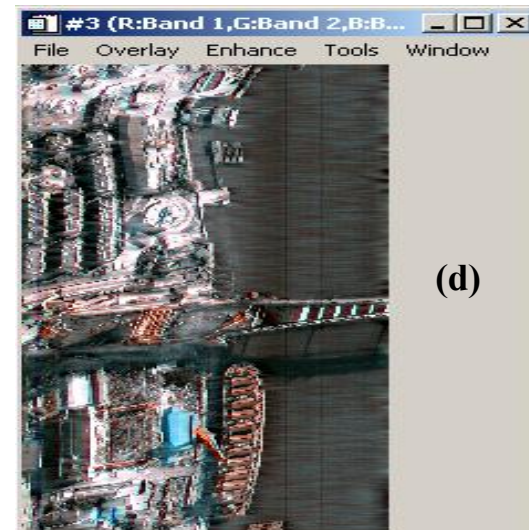 #3 (R:Band 1,G:Band 2,B:B...
File Overlay Enhance Tools Window
(d)